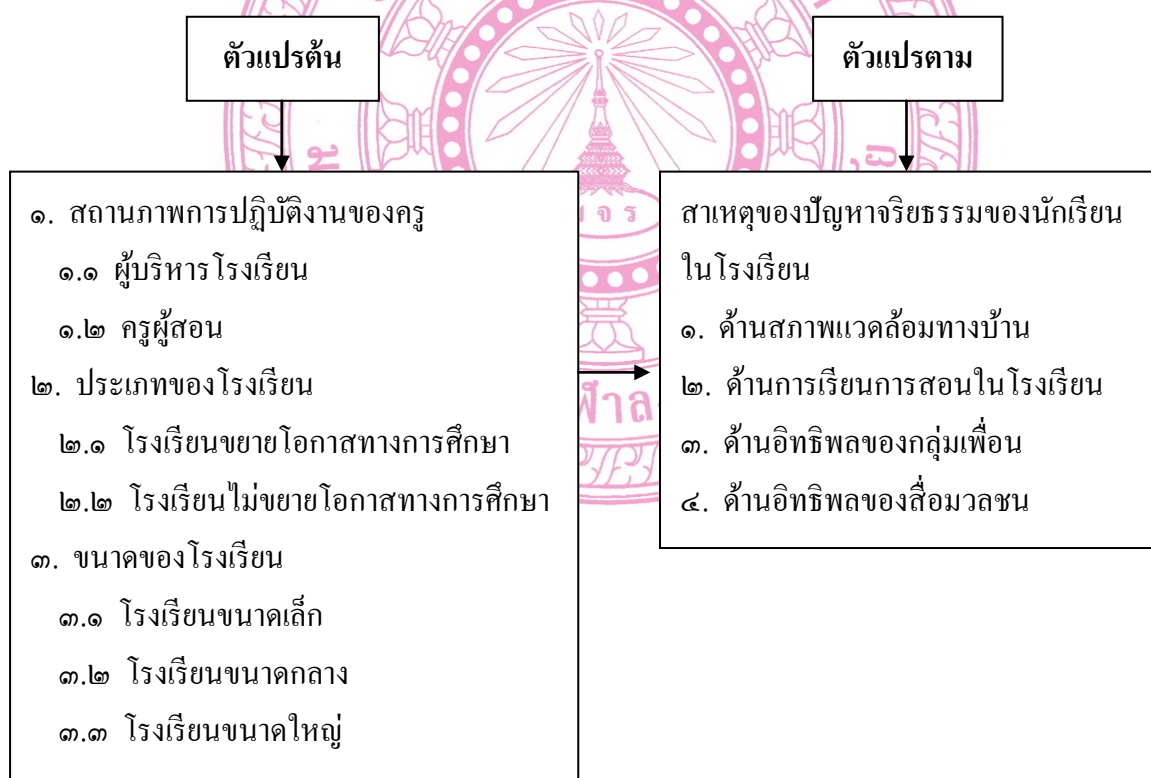 ตัวแปรต้น
ตัวแปรตาม
๑. สถานภาพการปฏิบัติงานของครู
๑.๑ ผู้บริหารโรงเรียน
๑.๒ ครูผู้สอน
๒. ประเภทของโรงเรียน
๒.๑ โรงเรียนขยายโอกาสทางการศึกษา
๒.๒ โรงเรียนไม่ขยายโอกาสทางการศึกษา
๓. ขนาดของโรงเรียน
๓.๑ โรงเรียนขนาดเล็ก
๓.๒ โรงเรียนขนาดกลาง
๓.๓ โรงเรียนขนาดใหญ่
สาเหตุของปัญหาจริยธรรมของนักเรียน
ในโรงเรียน
๑. ด้านสภาพแวดล้อมทางบ้าน
๒. ด้านการเรียนการสอนในโรงเรียน
๓. ด้านอิทธิพลของกลุ่มเพื่อน
๔. ด้านอิทธิพลของสื่อมวลชน
จ ร